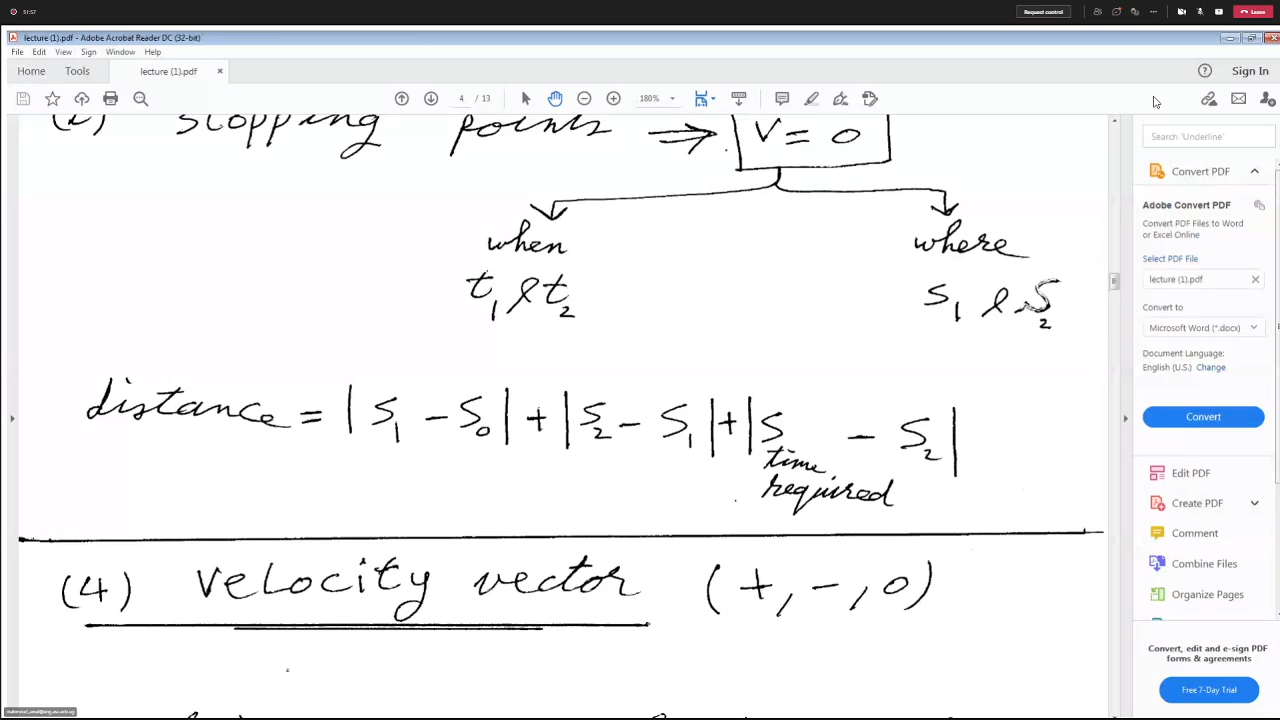 51:57
Request control
Leave
lecture (1).pdf - Adobe Acrobat Reader DC (32-bit)
File Edit View Sign Window Help
Home Tools lecture (1).pdf ×
Sign In
4 / 13 180%
(2) stopping points ⇒ V = 0
when where
t1 & t2 S1 & S2
distance = | S1 - S0 | + | S2 - S1 | + | S time required - S2 |
(4) Velocity vector (+, -, 0)
Search 'Underline'
Convert PDF
Adobe Convert PDF
Convert PDF Files to Word
or Excel Online
Select PDF File
lecture (1).pdf
Convert to
Microsoft Word (*.docx)
Document Language:
English (U.S.) Change
Convert
Edit PDF
Create PDF
Comment
Combine Files
Organize Pages
Convert, edit and e-sign PDF
forms & agreements
Free 7-Day Trial